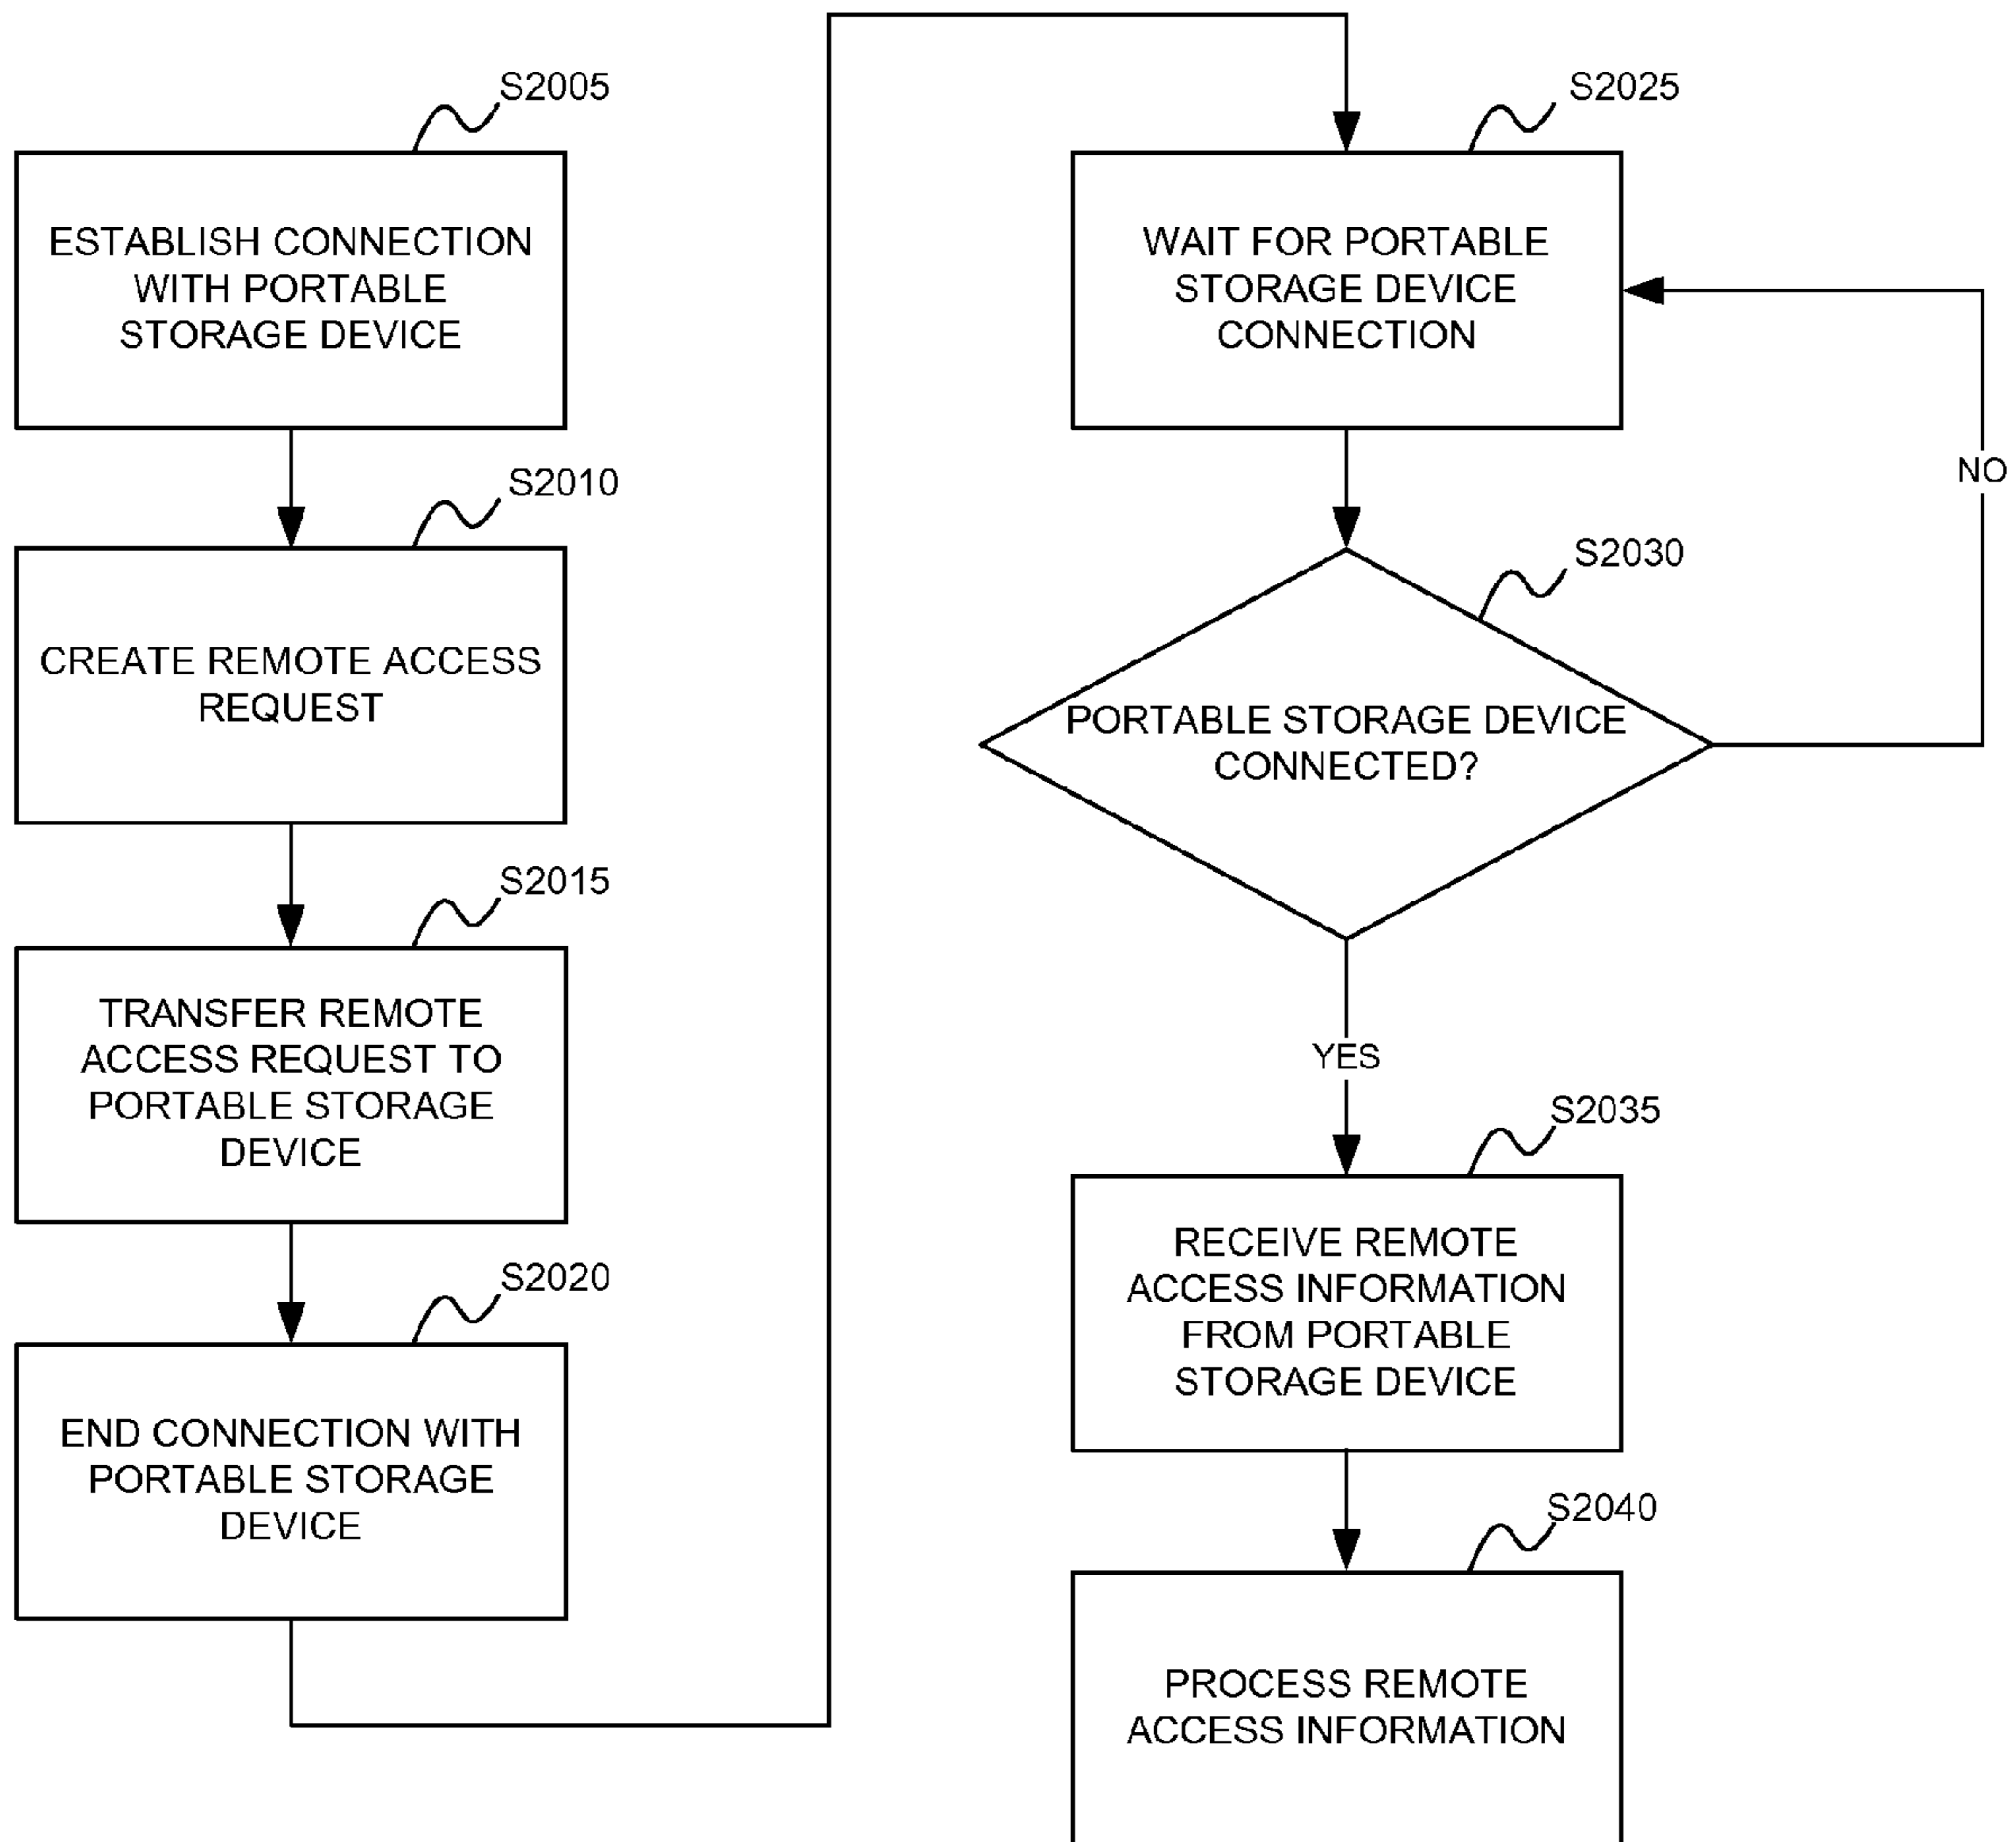 S2005
ESTABLISH CONNECTION
WITH PORTABLE
STORAGE DEVICE
S2010
CREATE REMOTE ACCESS
REQUEST
S2015
TRANSFER REMOTE
ACCESS REQUEST TO
PORTABLE STORAGE
DEVICE
S2020
END CONNECTION WITH
PORTABLE STORAGE
DEVICE
S2025
WAIT FOR PORTABLE
STORAGE DEVICE
CONNECTION
NO
S2030
PORTABLE STORAGE DEVICE
CONNECTED?
YES
S2035
RECEIVE REMOTE
ACCESS INFORMATION
FROM PORTABLE
STORAGE DEVICE
S2040
PROCESS REMOTE
ACCESS INFORMATION